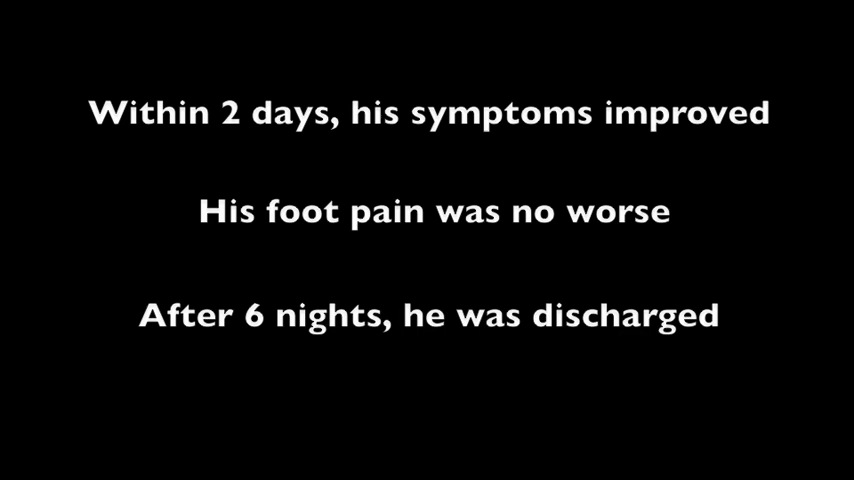 Within 2 days, his symptoms improved
His foot pain was no worse
After 6 nights, he was discharged